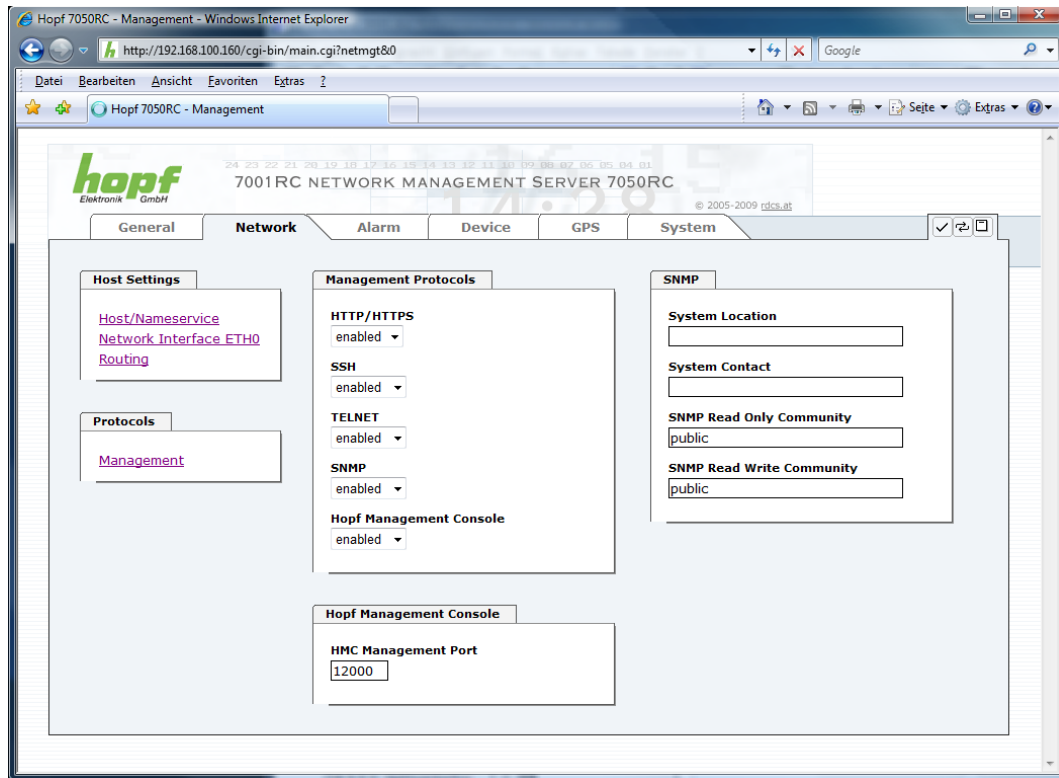 Hopf 7050RC - Management - Windows Internet Explorer
http://192.168.100.160/cgi-bin/main.cgi?netmgt&0
Google
Datei Bearbeiten Ansicht Favoriten Extras ?
Hopf 7050RC - Management
Seite Extras
24 23 22 21 20 19 18 17 16 15 14 13 12 11 10 09 08 07 06 05 04 01
hopf
Elektronik GmbH
7001RC NETWORK MANAGEMENT SERVER 7050RC
14:28
© 2005-2009 rdcs.at
General Network Alarm Device GPS System
Host Settings
Host/Nameservice
Network Interface ETH0
Routing
Protocols
Management
Management Protocols
HTTP/HTTPS
enabled
SSH
enabled
TELNET
enabled
SNMP
enabled
Hopf Management Console
enabled
Hopf Management Console
HMC Management Port
12000
SNMP
System Location
System Contact
SNMP Read Only Community
public
SNMP Read Write Community
public